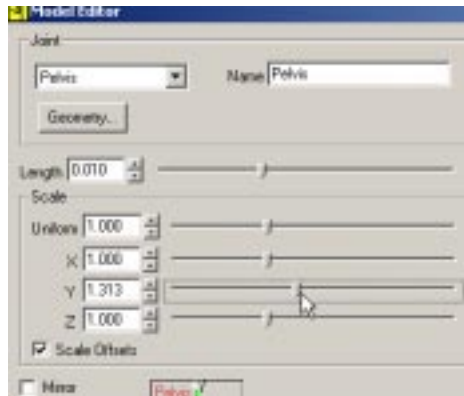 Model Editor
Joint
Pelvis Name Pelvis
Geometry...
Length 0.010
Scale
Uniform 1.000
X 1.000
Y 1.313
Z 1.000
Scale Offsets
Mirror Pelvis Y